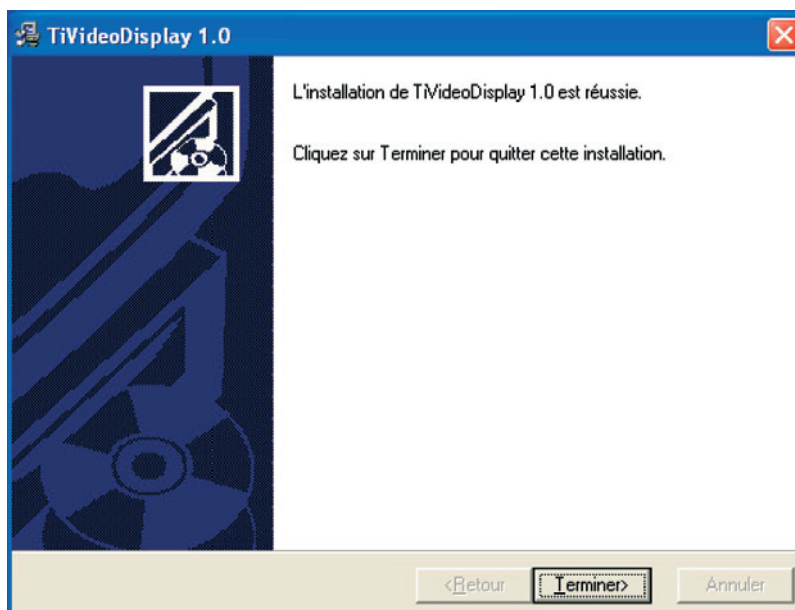 TiVideoDisplay 1.0
L'installation de TiVideoDisplay 1.0 est réussie.
Cliquez sur Terminer pour quitter cette installation.
<Retour
Terminer>
Annuler